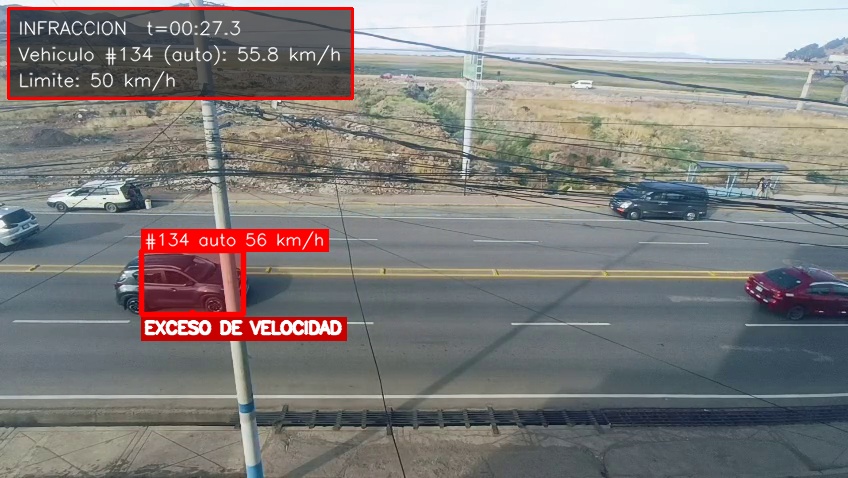 INFRACCION t=00:27.3
Vehiculo #134 (auto): 55.8 km/h
Limite: 50 km/h
#134 auto 56 km/h
EXCESO DE VELOCIDAD